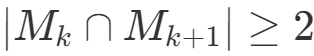 |M_k ∩ M_{k+1}| ≥ 2